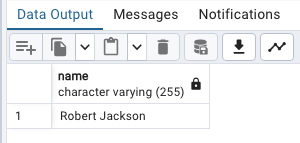 Data Output Messages Notifications
name
character varying (255)
1 Robert Jackson